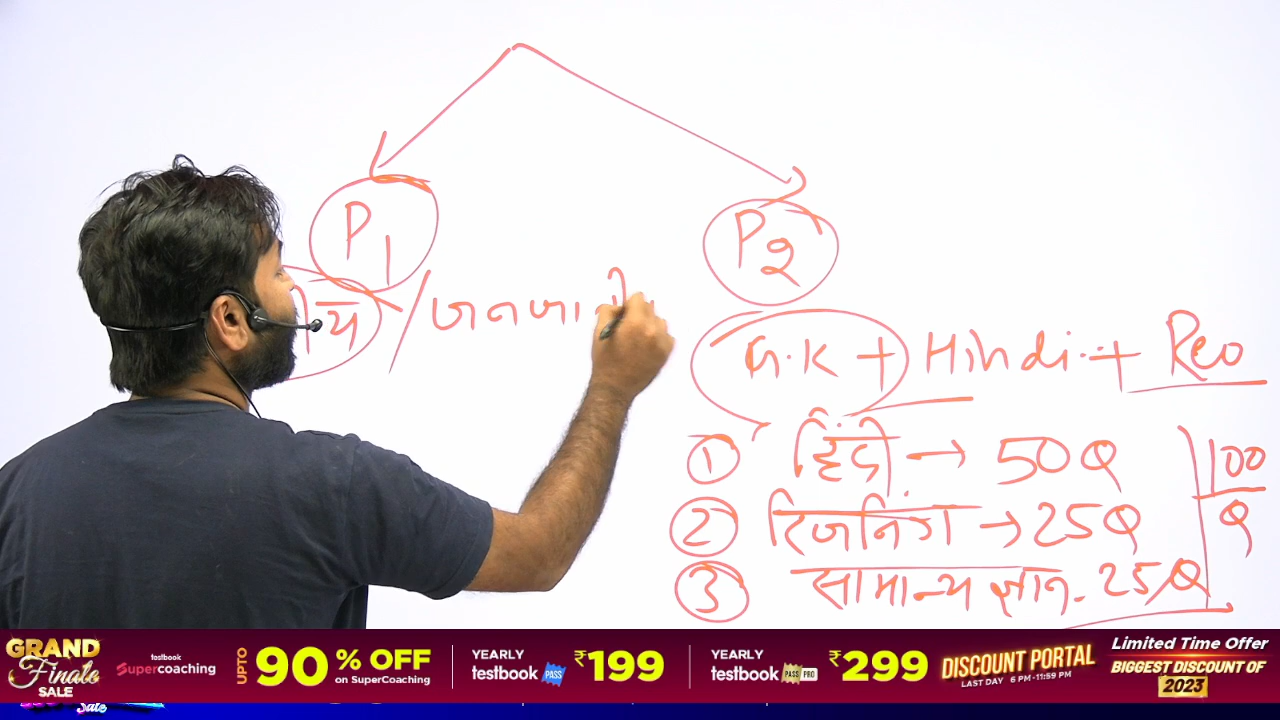 P1
P2
G.K + Hindi + Reo
① हिंदी → 50Q
100
② रिजनिंग → 25Q
Q
③ सामान्य ज्ञान - 25Q
GRAND
Finale
SALE
testbook
Supercoaching
UPTO 90 % OFF
on SuperCoaching
YEARLY
testbook PASS
₹199
YEARLY
testbook PASS PRO
₹299
DISCOUNT PORTAL
LAST DAY 6 PM -11:59 PM
Limited Time Offer
BIGGEST DISCOUNT OF
2023
Sale